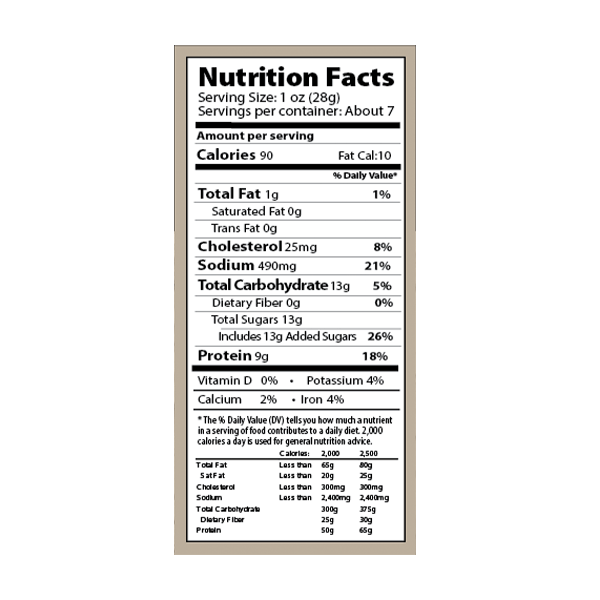 Nutrition Facts
Serving Size: 1 oz (28g)
Servings per container: About 7
Amount per serving
Calories 90 Fat Cal:10
% Daily Value*
Total Fat 1g 1%
Saturated Fat 0g
Trans Fat 0g
Cholesterol 25mg 8%
Sodium 490mg 21%
Total Carbohydrate 13g 5%
Dietary Fiber 0g 0%
Total Sugars 13g
Includes 13g Added Sugars 26%
Protein 9g 18%
Vitamin D 0% • Potassium 4%
Calcium 2% • Iron 4%
* The % Daily Value (DV) tells you how much a nutrient
in a serving of food contributes to a daily diet. 2,000
calories a day is used for general nutrition advice.
Calories: 2,000 2,500
Total Fat Less than 65g 80g
Sat Fat Less than 20g 25g
Cholesterol Less than 300mg 300mg
Sodium Less than 2,400mg 2,400mg
Total Carbohydrate 300g 375g
Dietary Fiber 25g 30g
Protein 50g 65g